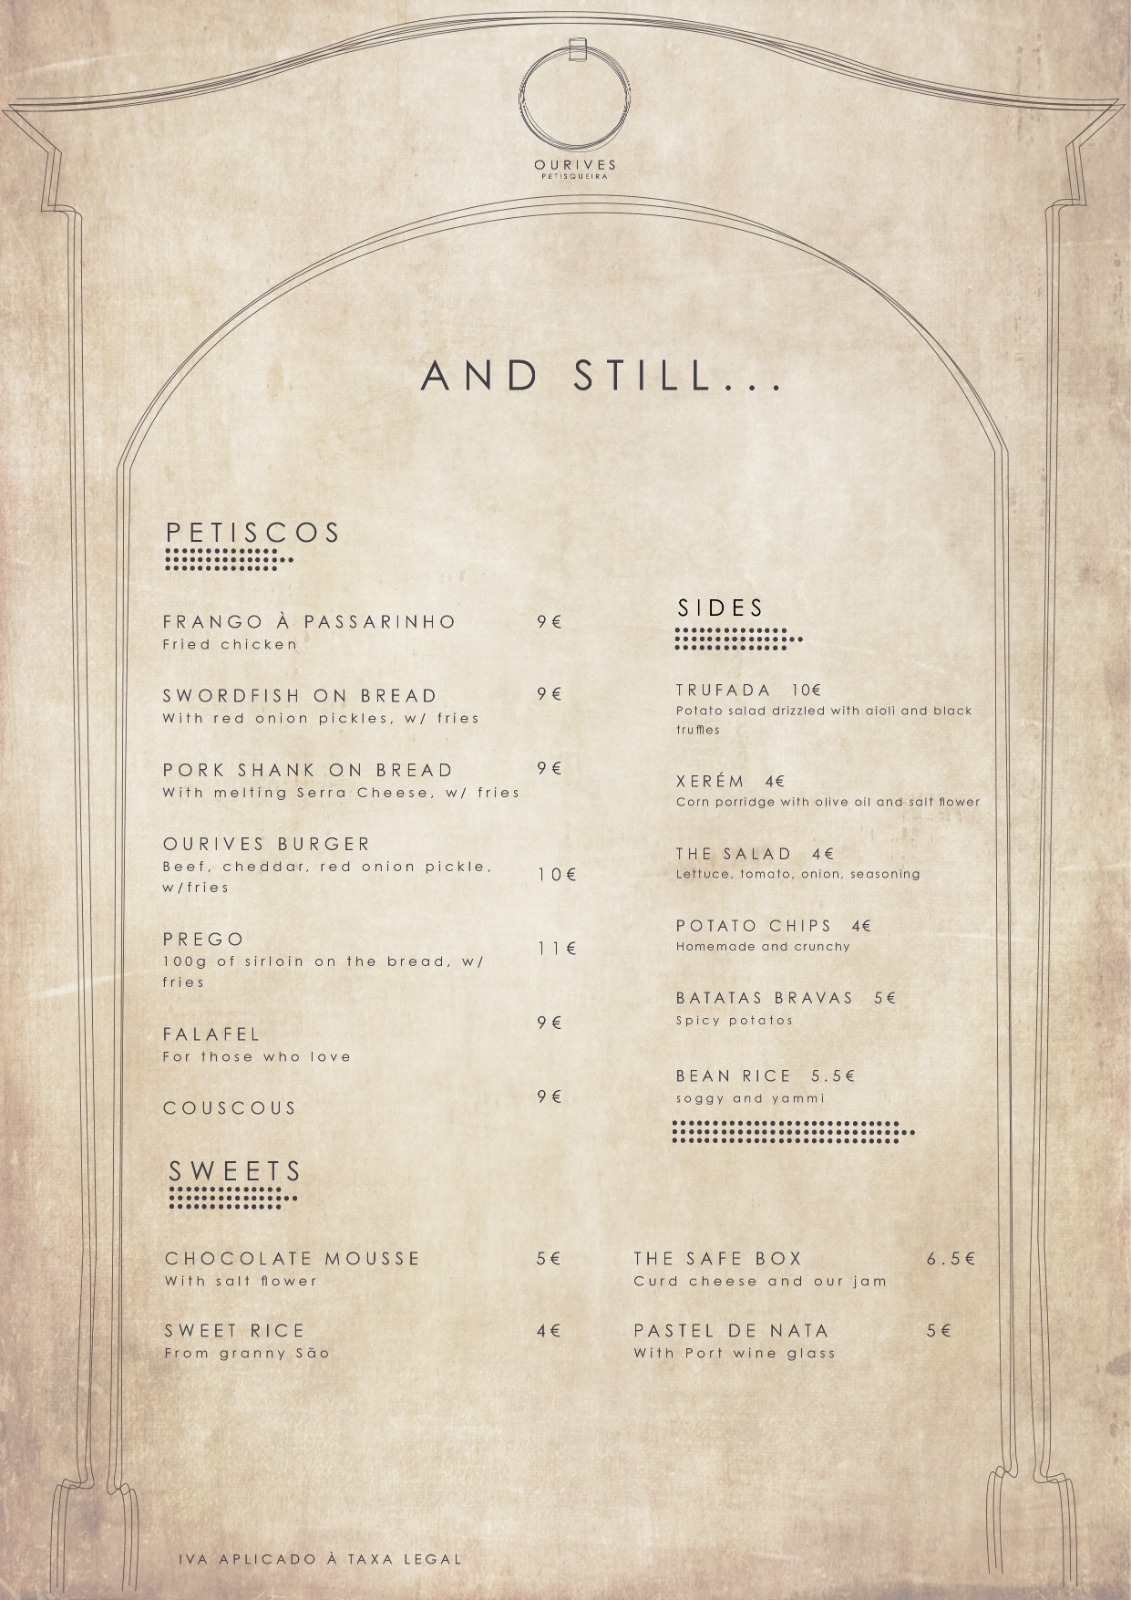 OURIVES
PETISQUEIRA
AND STILL...
PETISCOS
FRANGO À PASSARINHO 9€
Fried chicken
SWORDFISH ON BREAD 9€
With red onion pickles, w/ fries
PORK SHANK ON BREAD 9€
With melting Serra Cheese, w/ fries
OURIVES BURGER
Beef, cheddar, red onion pickle, 10€
w/fries
PREGO 11€
100g of sirloin on the bread, w/
fries
FALAFEL 9€
For those who love
COUSCOUS 9€
SIDES
TRUFADA 10€
Potato salad drizzled with aioli and black
truffles
XERÉM 4€
Corn porridge with olive oil and salt flower
THE SALAD 4€
Lettuce, tomato, onion, seasoning
POTATO CHIPS 4€
Homemade and crunchy
BATATAS BRAVAS 5€
Spicy potatos
BEAN RICE 5.5€
soggy and yammi
SWEETS
CHOCOLATE MOUSSE 5€
With salt flower
SWEET RICE 4€
From granny São
THE SAFE BOX 6.5€
Curd cheese and our jam
PASTEL DE NATA 5€
With Port wine glass
IVA APLICADO À TAXA LEGAL